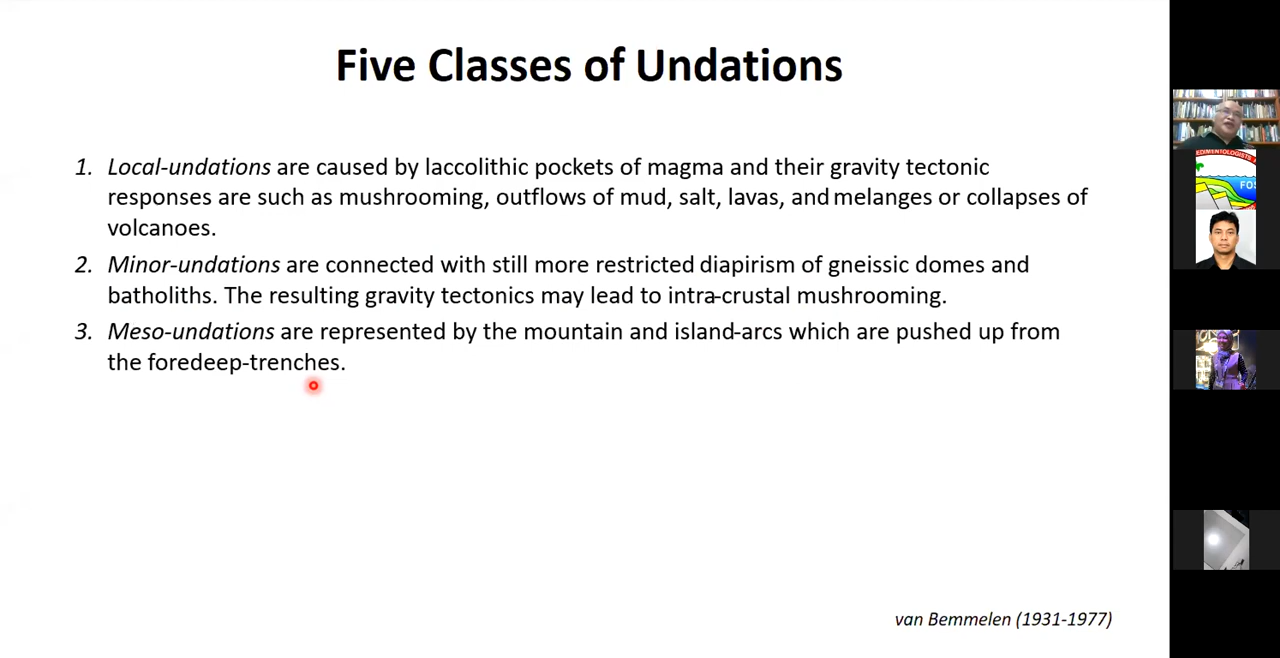 Five Classes of Undations
1. Local-undations are caused by laccolithic pockets of magma and their gravity tectonic
responses are such as mushrooming, outflows of mud, salt, lavas, and melanges or collapses of
volcanoes.
2. Minor-undations are connected with still more restricted diapirism of gneissic domes and
batholiths. The resulting gravity tectonics may lead to intra-crustal mushrooming.
3. Meso-undations are represented by the mountain and island-arcs which are pushed up from
the foredeep-trenches.
van Bemmelen (1931-1977)
EDIMENTOLOGISTS
FOS